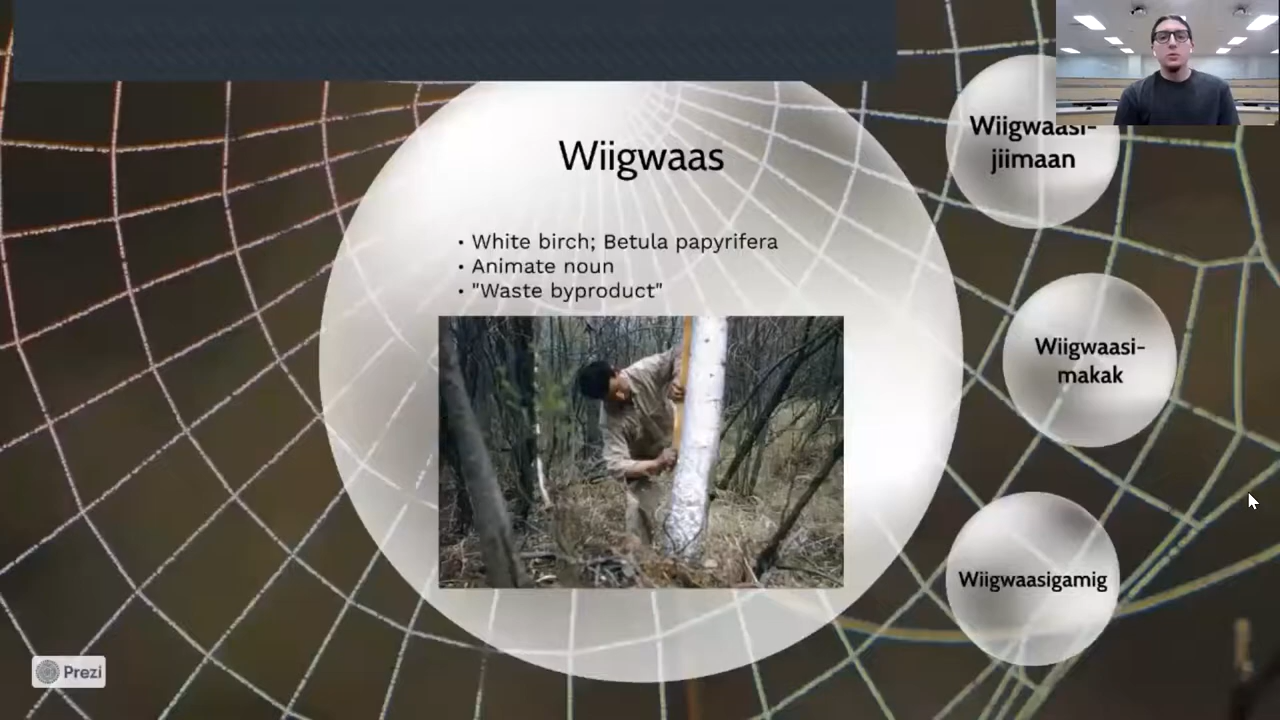 Wiigwaas
• White birch; Betula papyrifera
• Animate noun
• "Waste byproduct"
Wiigwaasi-
jiimaan
Wiigwaasi-
makak
Wiigwaasigamig
Prezi